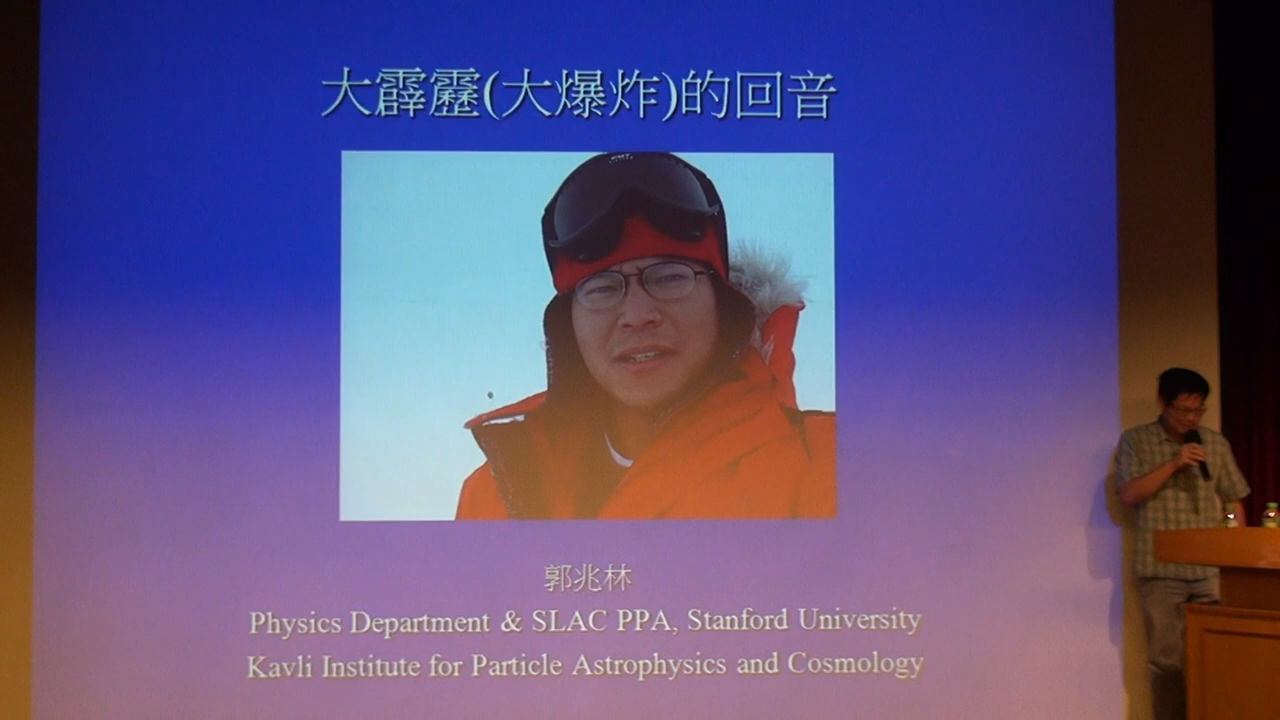 大霹靂(大爆炸)的回音
郭兆林
Physics Department & SLAC PPA, Stanford University
Kavli Institute for Particle Astrophysics and Cosmology